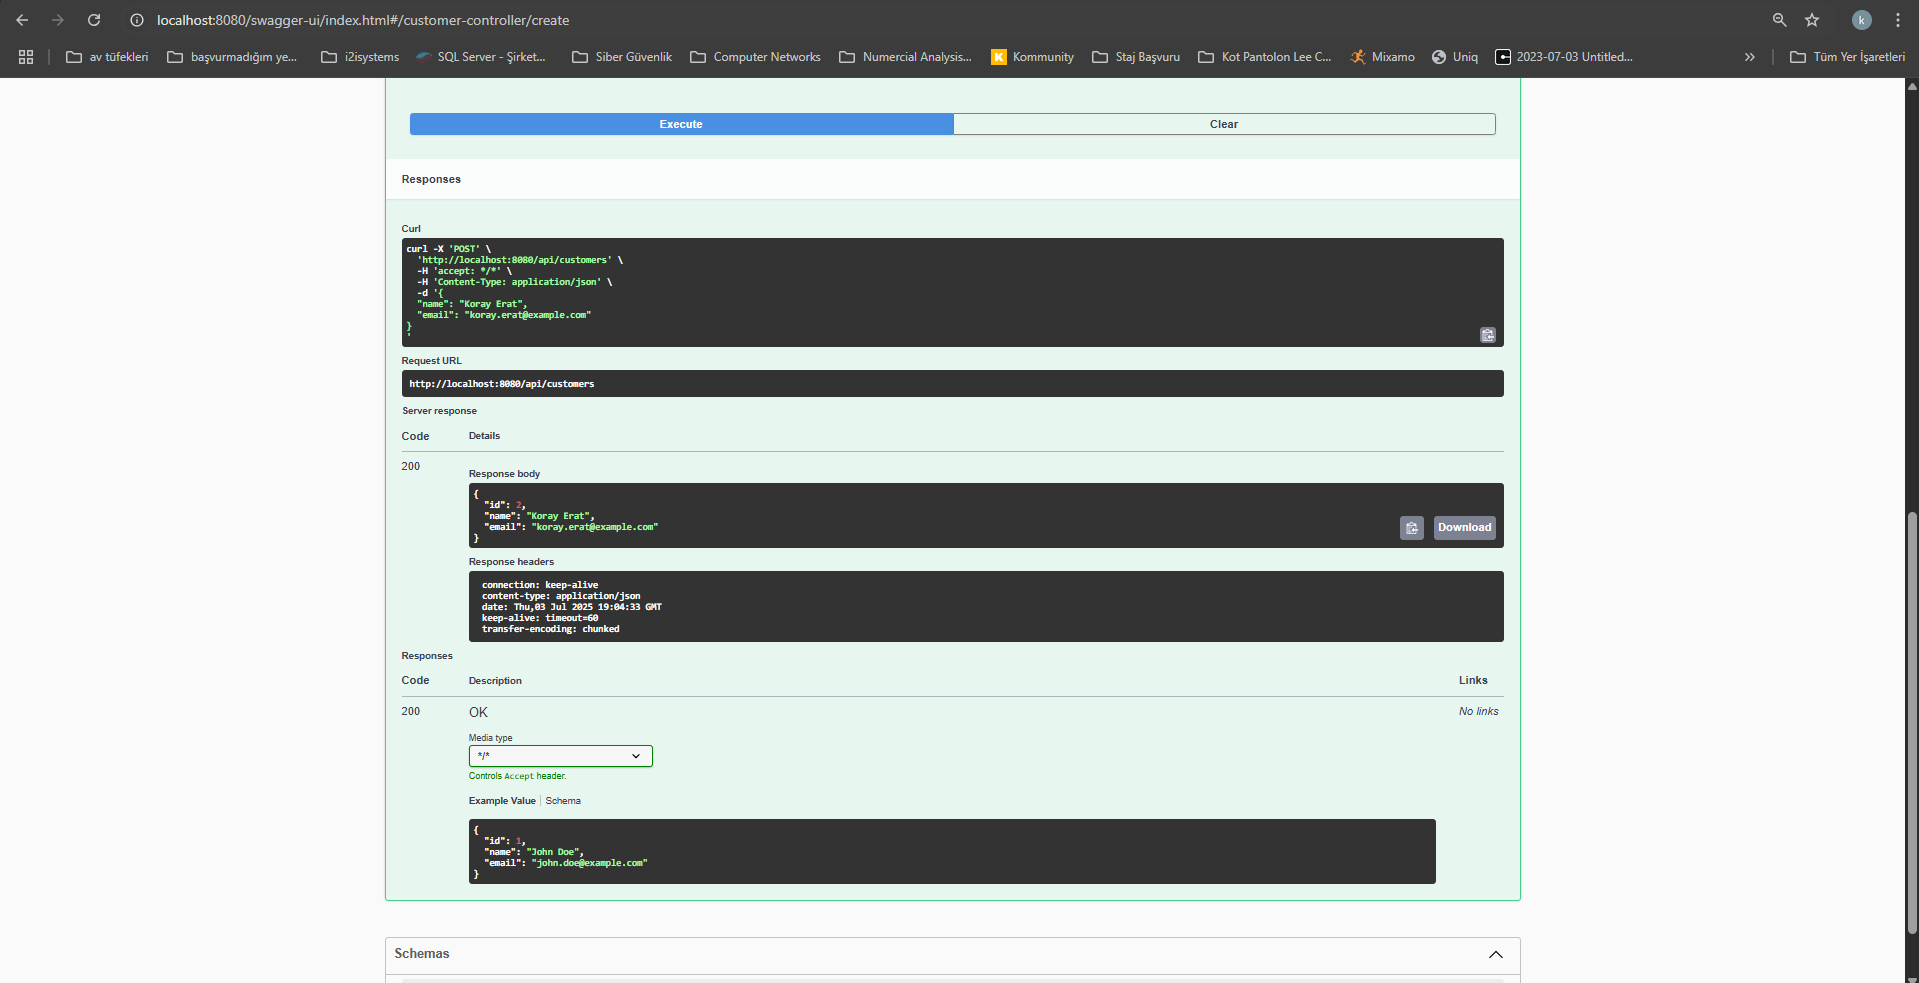 localhost:8080/swagger-ui/index.html#/customer-controller/create
k
av tüfekleri
başvurmadığım ye...
i2isystems
SQL Server - Şirket...
Siber Güvenlik
Computer Networks
Numercial Analysis...
K Kommunity
Staj Başvuru
Kot Pantolon Lee C...
Mixamo
Uniq
2023-07-03 Untitled...
»
Tüm Yer İşaretleri
Execute
Clear
Responses
Curl
curl -X 'POST' \
'http://localhost:8080/api/customers' \
-H 'accept: */*' \
-H 'Content-Type: application/json' \
-d '{
"name": "Koray Erat",
"email": "koray.erat@example.com"
}
'
Request URL
http://localhost:8080/api/customers
Server response
Code Details
200
Response body
{
"id": 2,
"name": "Koray Erat",
"email": "koray.erat@example.com"
}
Download
Response headers
connection: keep-alive
content-type: application/json
date: Thu,03 Jul 2025 19:04:33 GMT
keep-alive: timeout=60
transfer-encoding: chunked
Responses
Code Description Links
200 OK No links
Media type
*/*
Controls Accept header.
Example Value | Schema
{
"id": 1,
"name": "John Doe",
"email": "john.doe@example.com"
}
Schemas